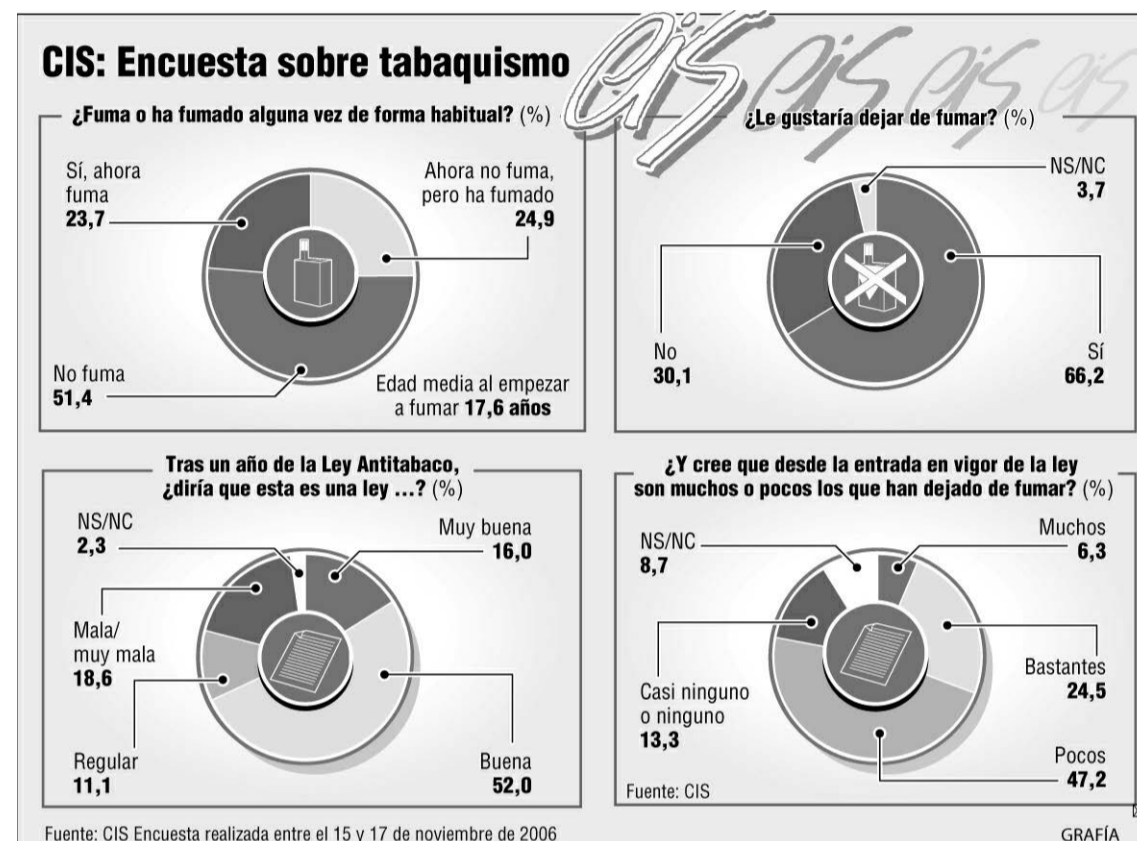 CIS: Encuesta sobre tabaquismo
cis cis cis cis
¿Fuma o ha fumado alguna vez de forma habitual? (%)
Sí, ahora
fuma
23,7
Ahora no fuma,
pero ha fumado
24,9
No fuma
51,4
Edad media al empezar
a fumar 17,6 años
¿Le gustaría dejar de fumar? (%)
NS/NC
3,7
No
30,1
Sí
66,2
Tras un año de la Ley Antitabaco,
¿diría que esta es una ley ...? (%)
NS/NC
2,3
Muy buena
16,0
Mala/
muy mala
18,6
Regular
11,1
Buena
52,0
¿Y cree que desde la entrada en vigor de la ley
son muchos o pocos los que han dejado de fumar? (%)
NS/NC
8,7
Muchos
6,3
Bastantes
24,5
Casi ninguno
o ninguno
13,3
Pocos
47,2
Fuente: CIS
Fuente: CIS Encuesta realizada entre el 15 y 17 de noviembre de 2006
GRAFÍA